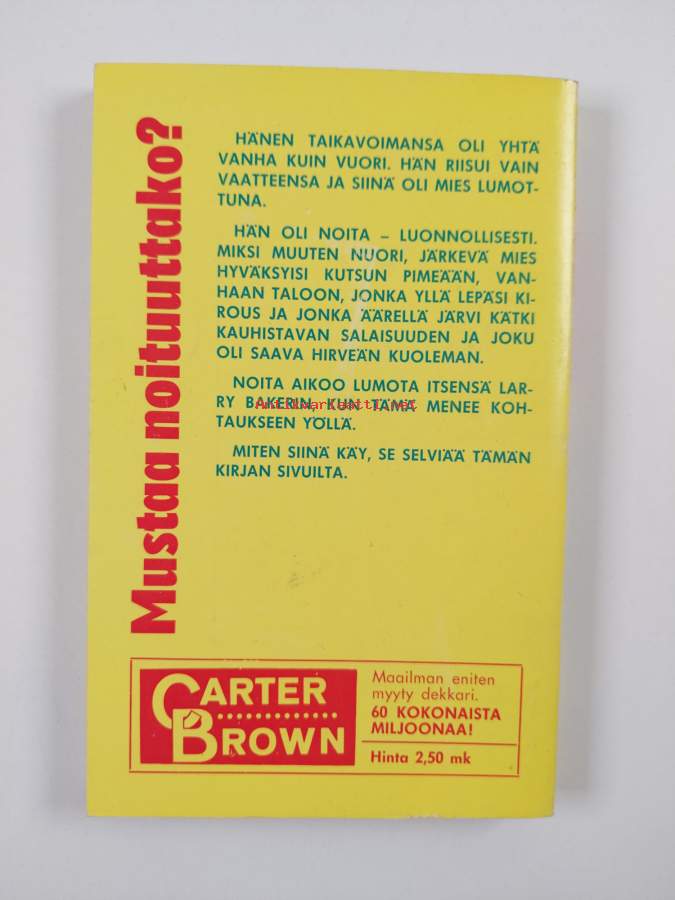 Mustaa noituuttako?
HÄNEN TAIKAVOIMANSA OLI YHTÄ
VANHA KUIN VUORI. HÄN RIISUI VAIN
VAATTEENSA JA SIINÄ OLI MIES LUMOT-
TUNA.
HÄN OLI NOITA – LUONNOLLISESTI.
MIKSI MUUTEN NUORI, JÄRKEVÄ MIES
HYVÄKSYISI KUTSUN PIMEÄÄN, VAN-
HAAN TALOON, JONKA YLLÄ LEPÄSI KI-
ROUS JA JONKA ÄÄRELLÄ JÄRVI KÄTKI
KAUHISTAVAN SALAISUUDEN JA JOKU
OLI SAAVA HIRVEÄN KUOLEMAN.
NOITA AIKOO LUMOTA ITSENSÄ LAR-
RY BAKERIN, KUN TÄMÄ MENEE KOH-
TAUKSEEN YÖLLÄ.
Antikvariaatti.net
MITEN SIINÄ KÄY, SE SELVIÄÄ TÄMÄN
KIRJAN SIVUILTA.
CARTER
BROWN
Maailman eniten
myyty dekkari.
60 KOKONAISTA
MILJOONAA!
Hinta 2,50 mk